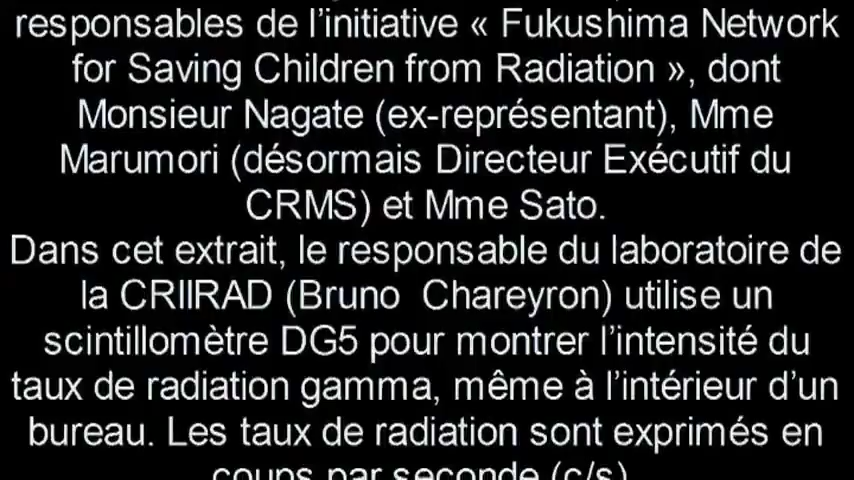 responsables de l’initiative « Fukushima Network
for Saving Children from Radiation », dont
Monsieur Nagate (ex-représentant), Mme
Marumori (désormais Directeur Exécutif du
CRMS) et Mme Sato.
Dans cet extrait, le responsable du laboratoire de
la CRIIRAD (Bruno  Chareyron) utilise un
scintillomètre DG5 pour montrer l’intensité du
taux de radiation gamma, même à l’intérieur d’un
bureau. Les taux de radiation sont exprimés en
coups par seconde (c/s)